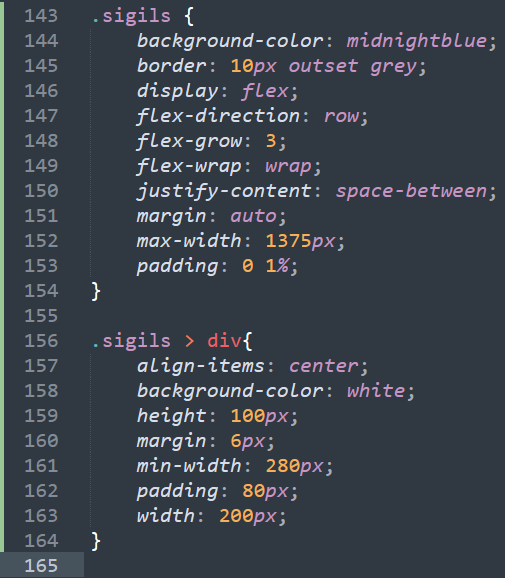 143 .sigils {
144     background-color: midnightblue;
145     border: 10px outset grey;
146     display: flex;
147     flex-direction: row;
148     flex-grow: 3;
149     flex-wrap: wrap;
150     justify-content: space-between;
151     margin: auto;
152     max-width: 1375px;
153     padding: 0 1%;
154 }
155
156 .sigils > div{
157     align-items: center;
158     background-color: white;
159     height: 100px;
160     margin: 6px;
161     min-width: 280px;
162     padding: 80px;
163     width: 200px;
164 }
165